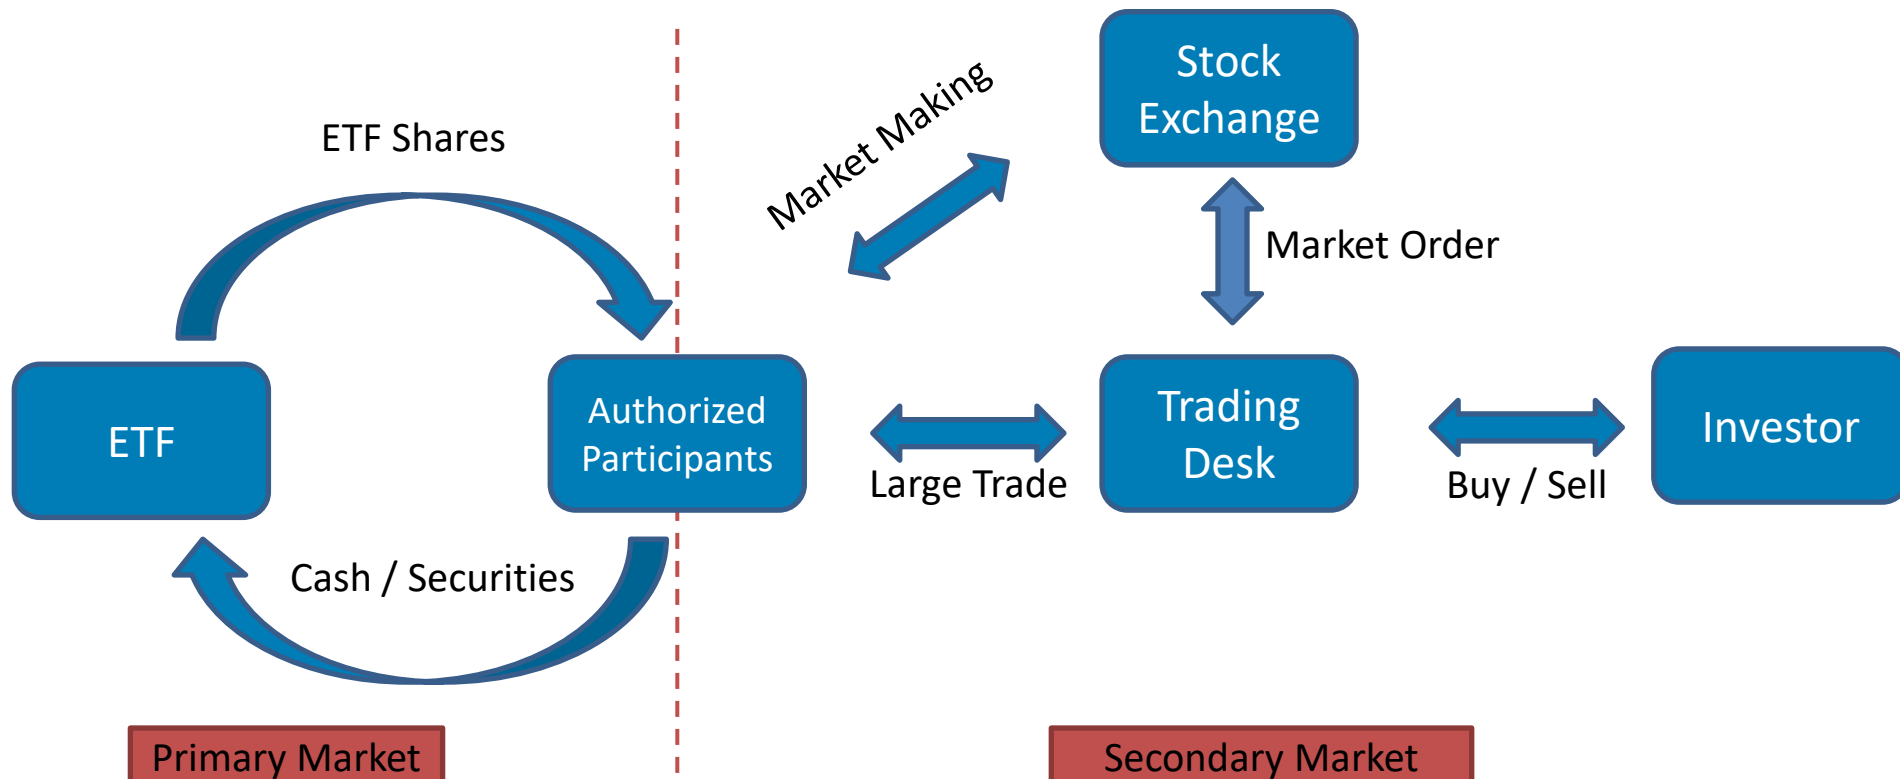 Stock
Exchange
Market Making
ETF Shares
Market Order
ETF
Authorized
Participants
Large Trade
Trading
Desk
Buy / Sell
Investor
Cash / Securities
Primary Market
Secondary Market